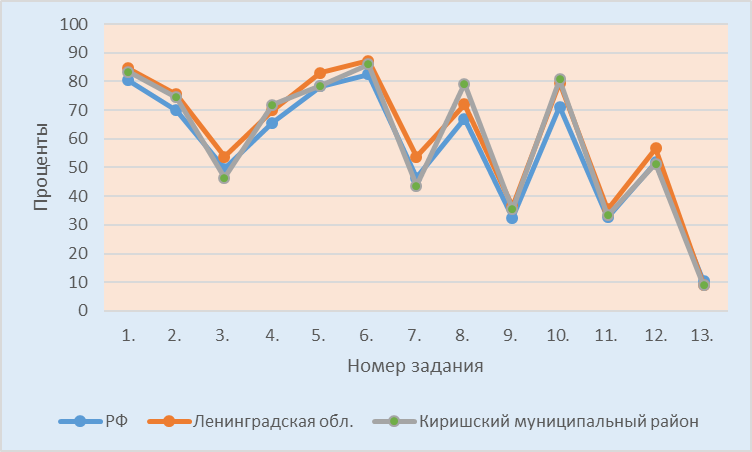 100
90
80
70
60
50
40
30
20
10
0
Проценты
1. 2. 3. 4. 5. 6. 7. 8. 9. 10. 11. 12. 13.
Номер задания
РФ Ленинградская обл. Киришский муниципальный район